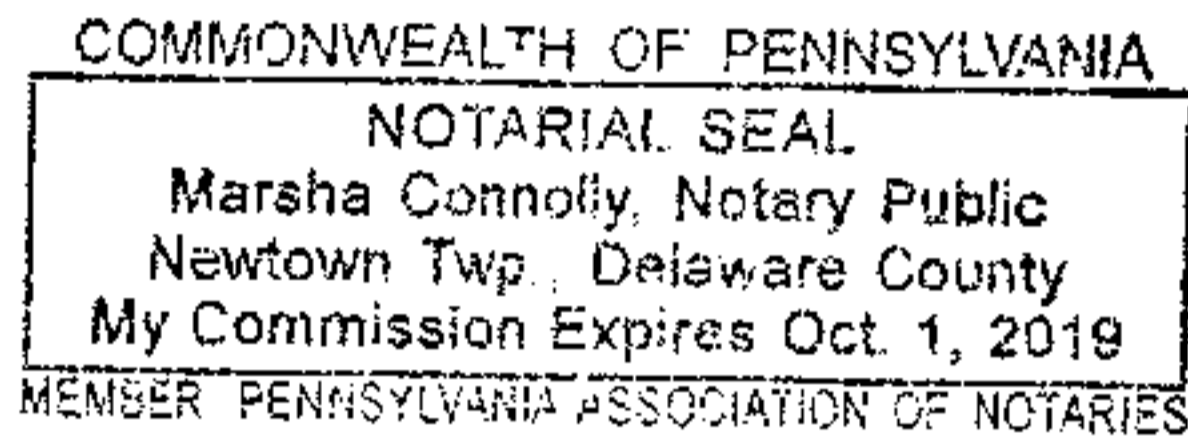 COMMONWEALTH OF PENNSYLVANIA
NOTARIAL SEAL
Marsha Connolly, Notary Public
Newtown Twp., Delaware County
My Commission Expires Oct. 1, 2019
MEMBER PENNSYLVANIA ASSOCIATION OF NOTARIES